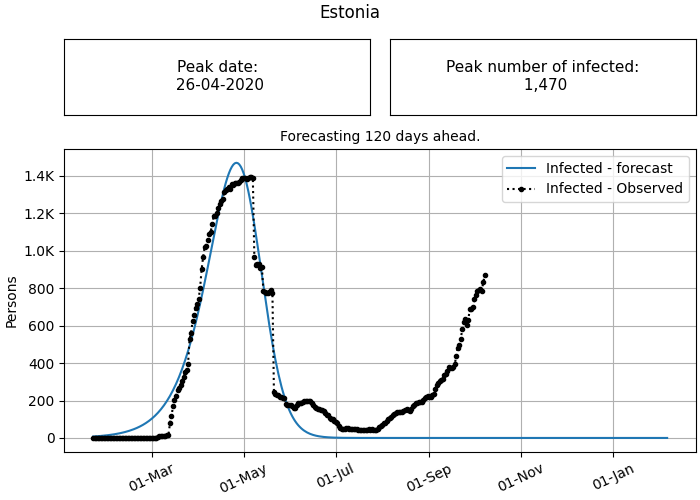 Estonia
Peak date:
26-04-2020
Peak number of infected:
1,470
Forecasting 120 days ahead.
Infected - forecast
Infected - Observed
Persons
1.4K
1.2K
1.0K
800
600
400
200
0
01-Mar
01-May
01-Jul
01-Sep
01-Nov
01-Jan